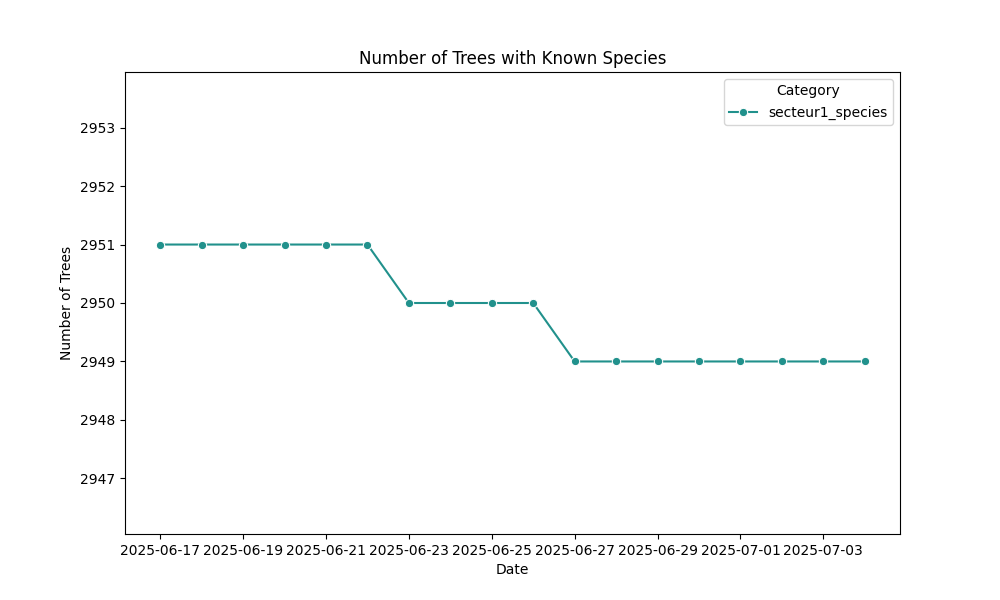 Number of Trees with Known Species
Category
secteur1_species
2953
2952
2951
2950
2949
2948
2947
Number of Trees
2025-06-17 2025-06-19 2025-06-21 2025-06-23 2025-06-25 2025-06-27 2025-06-29 2025-07-01 2025-07-03
Date